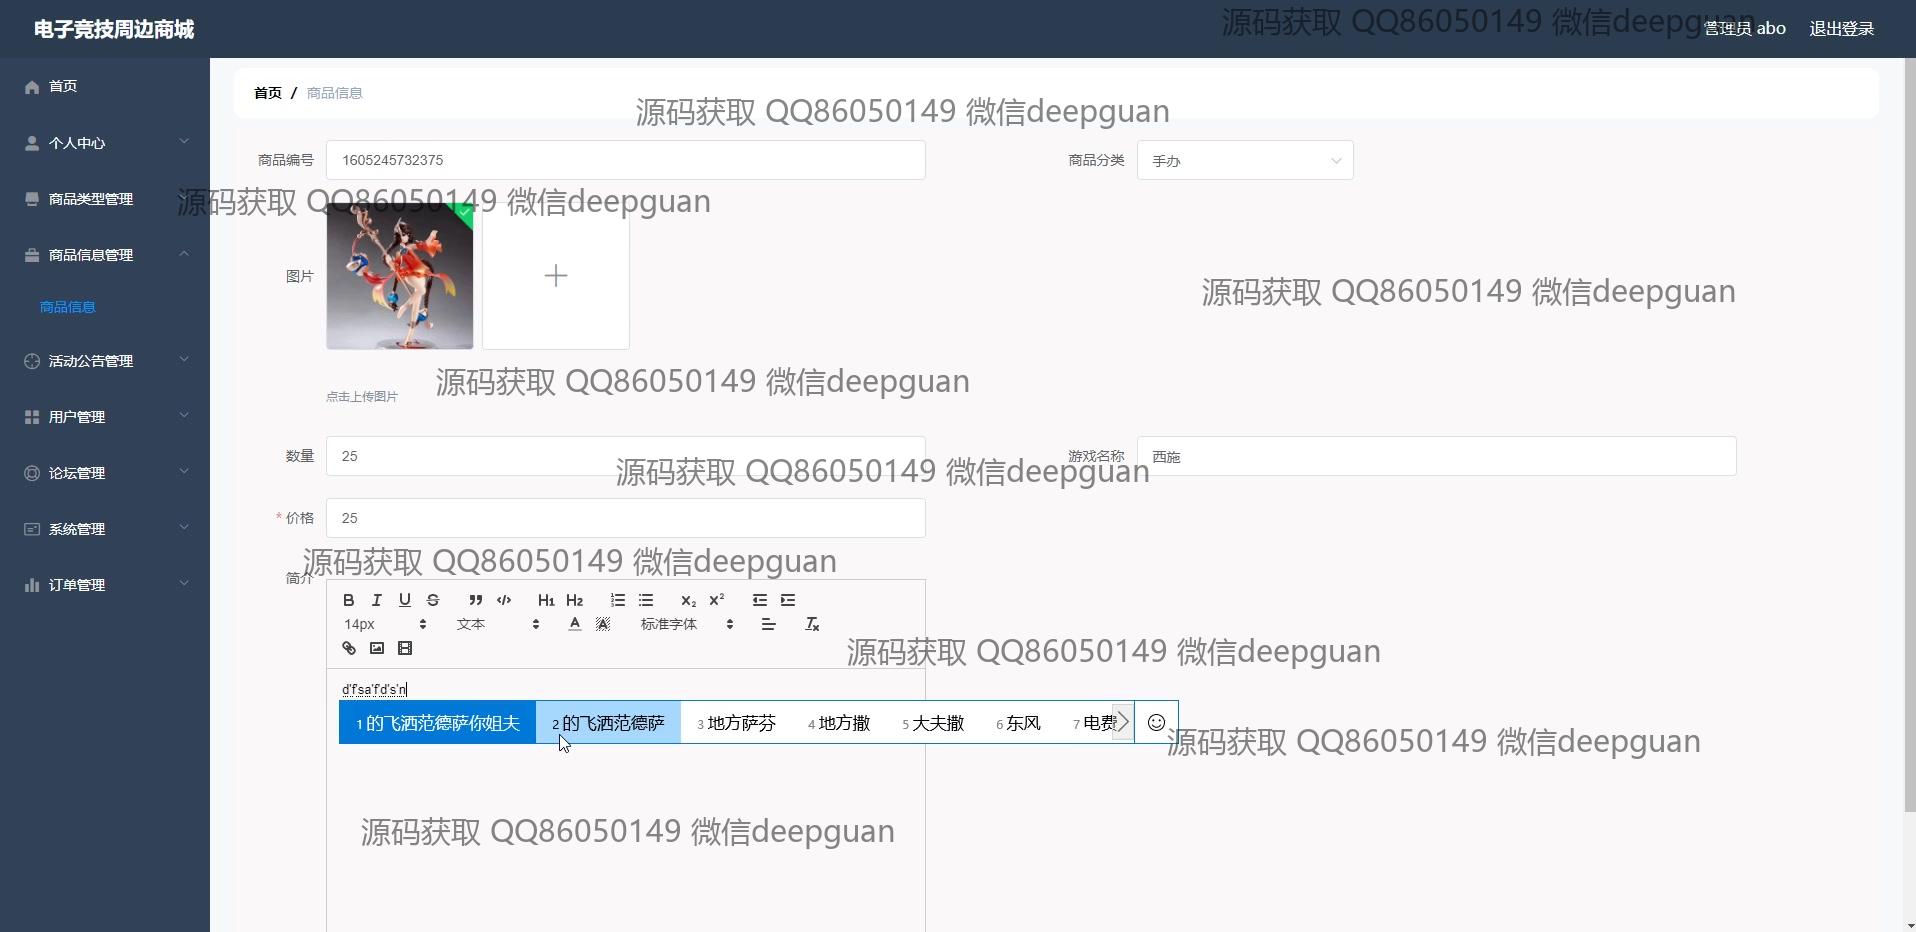 电子竞技周边商城
源码获取 QQ86050149 微信deepguan
管理员 abo
退出登录
首页
个人中心
商品类型管理
商品信息管理
商品信息
活动公告管理
用户管理
论坛管理
系统管理
订单管理
首页 / 商品信息
源码获取 QQ86050149 微信deepguan
商品编号 1605245732375
商品分类 手办
源码获取 QQ86050149 微信deepguan
图片
源码获取 QQ86050149 微信deepguan
点击上传图片
源码获取 QQ86050149 微信deepguan
数量 25
游戏名称 西施
源码获取 QQ86050149 微信deepguan
* 价格 25
源码获取 QQ86050149 微信deepguan
简介
B I U S H1 H2 X2 X2
14px 文本 A A 标准字体 Tx
源码获取 QQ86050149 微信deepguan
d'f'sa'f'd's'n
1 的飞洒范德萨你姐夫 2 的飞洒范德萨 3 地方萨芬 4 地方撒 5 大夫撒 6 东风 7 电费
源码获取 QQ86050149 微信deepguan
源码获取 QQ86050149 微信deepguan